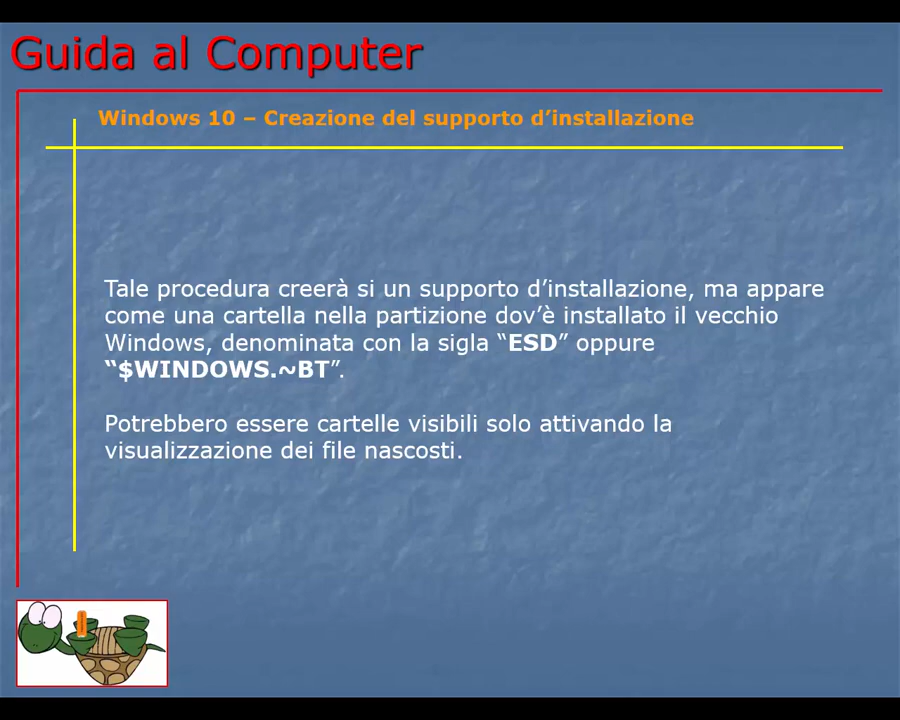 Guida al Computer
Windows 10 – Creazione del supporto d’installazione
Tale procedura creerà si un supporto d’installazione, ma appare
come una cartella nella partizione dov’è installato il vecchio
Windows, denominata con la sigla “ESD” oppure
“$WINDOWS.~BT”.
Potrebbero essere cartelle visibili solo attivando la
visualizzazione dei file nascosti.